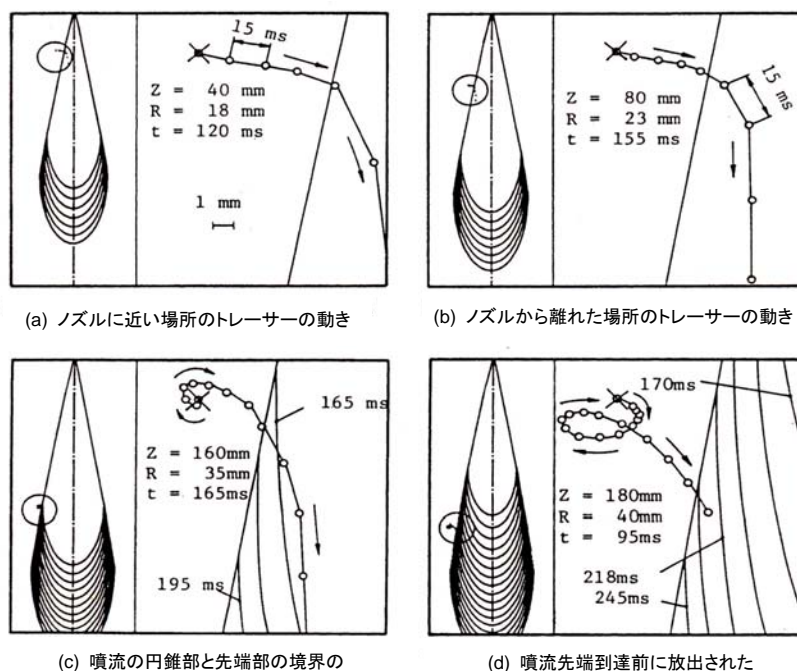 15 ms
Z = 40 mm
R = 18 mm
t = 120 ms
1 mm
(a) ノズルに近い場所のトレーサーの動き
15 ms
Z = 80 mm
R = 23 mm
t = 155 ms
(b) ノズルから離れた場所のトレーサーの動き
165 ms
Z = 160mm
R = 35mm
t = 165ms
195 ms
(c) 噴流の円錐部と先端部の境界の
170ms
Z = 180mm
R = 40mm
t = 95ms
218ms
245ms
(d) 噴流先端到達前に放出された